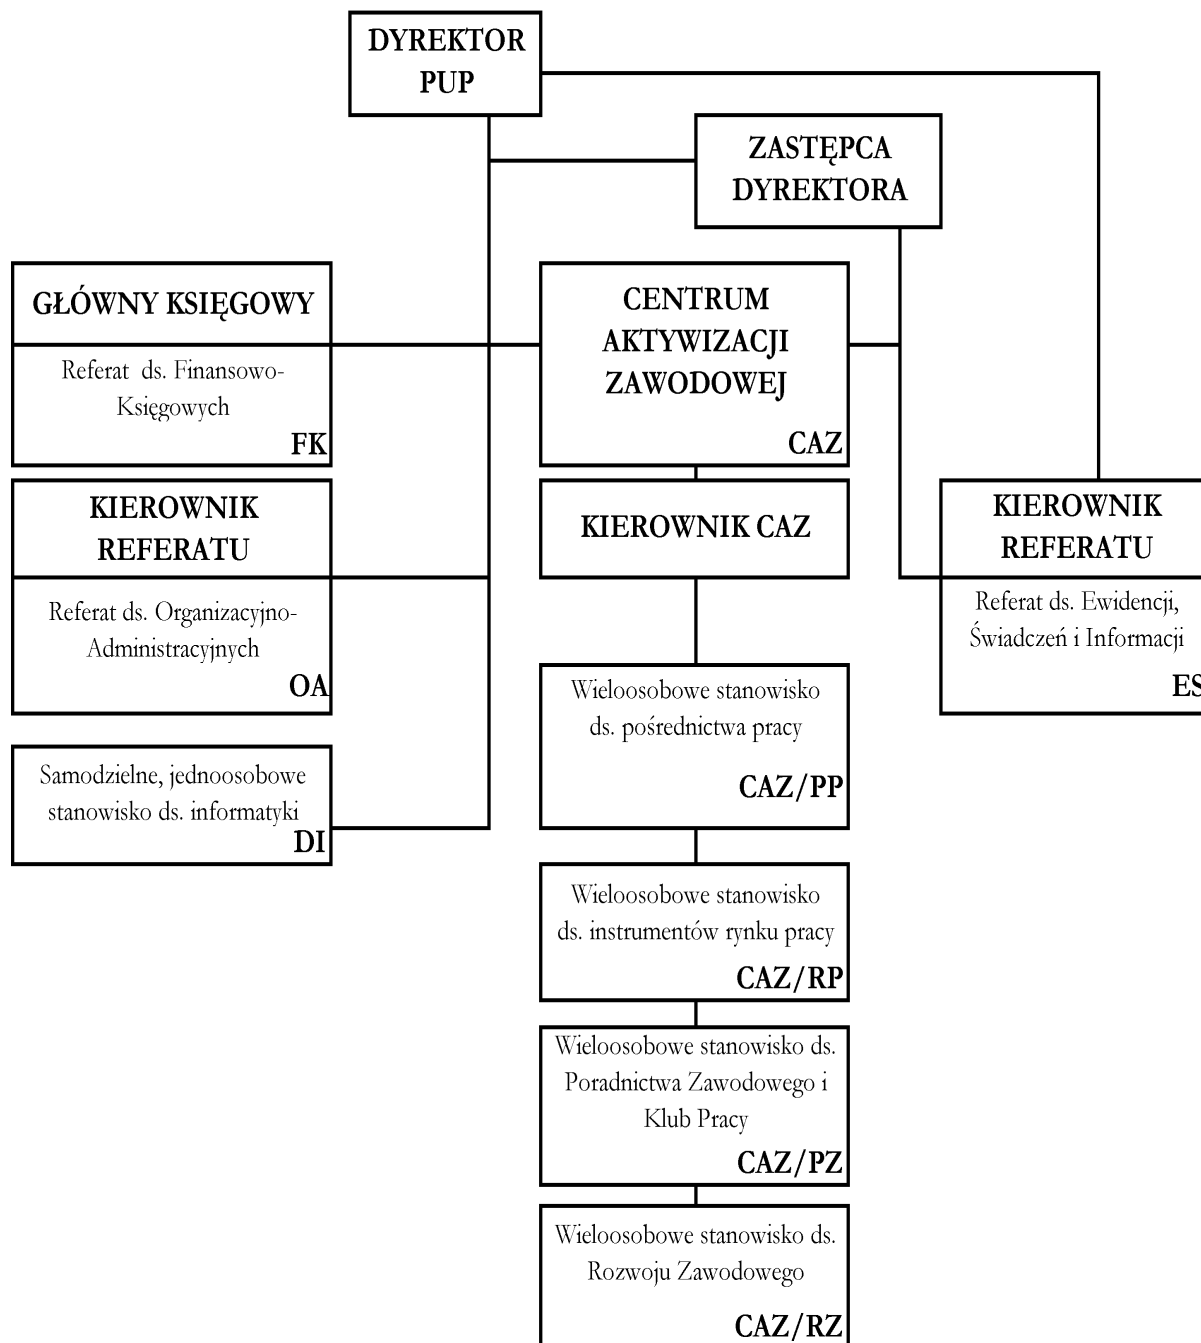 DYREKTOR
PUP
ZASTĘPCA
DYREKTORA
GŁÓWNY KSIĘGOWY
Referat ds. Finansowo-
Księgowych
FK
CENTRUM
AKTYWIZACJI
ZAWODOWEJ
CAZ
KIEROWNIK
REFERATU
Referat ds. Organizacyjno-
Administracyjnych
OA
KIEROWNIK CAZ
KIEROWNIK
REFERATU
Referat ds. Ewidencji,
Świadczeń i Informacji
ES
Samodzielne, jednoosobowe
stanowisko ds. informatyki
DI
Wieloosobowe stanowisko
ds. pośrednictwa pracy
CAZ/PP
Wieloosobowe stanowisko
ds. instrumentów rynku pracy
CAZ/RP
Wieloosobowe stanowisko ds.
Poradnictwa Zawodowego i
Klub Pracy
CAZ/PZ
Wieloosobowe stanowisko ds.
Rozwoju Zawodowego
CAZ/RZ